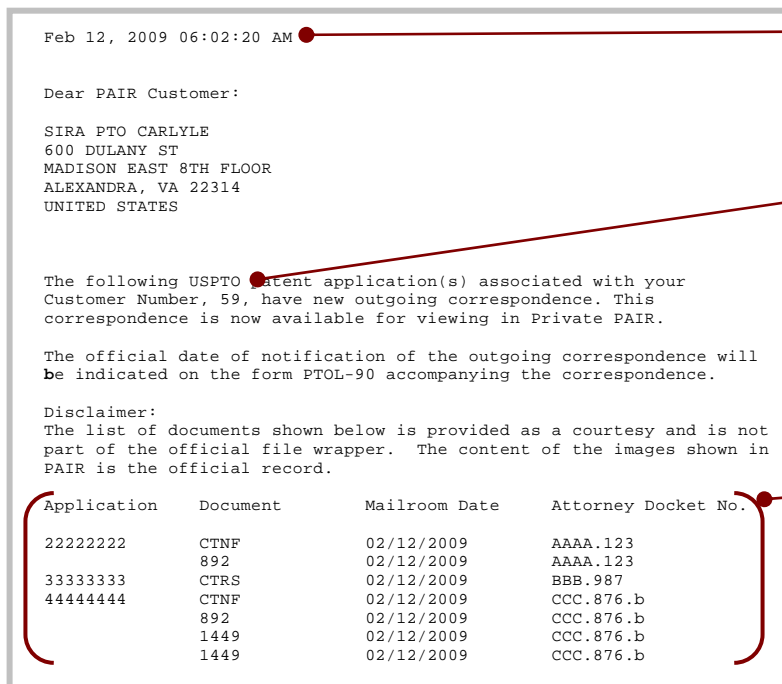 Feb 12, 2009 06:02:20 AM
Dear PAIR Customer:
SIRA PTO CARLYLE
600 DULANY ST
MADISON EAST 8TH FLOOR
ALEXANDRA, VA 22314
UNITED STATES
The following USPTO patent application(s) associated with your
Customer Number, 59, have new outgoing correspondence. This
correspondence is now available for viewing in Private PAIR.
The official date of notification of the outgoing correspondence will
be indicated on the form PTOL-90 accompanying the correspondence.
Disclaimer:
The list of documents shown below is provided as a courtesy and is not
part of the official file wrapper. The content of the images shown in
PAIR is the official record.
Application Document Mailroom Date Attorney Docket No.
22222222 CTNF 02/12/2009 AAAA.123
892 02/12/2009 AAAA.123
33333333 CTRS 02/12/2009 BBB.987
44444444 CTNF 02/12/2009 CCC.876.b
892 02/12/2009 CCC.876.b
1449 02/12/2009 CCC.876.b
1449 02/12/2009 CCC.876.b